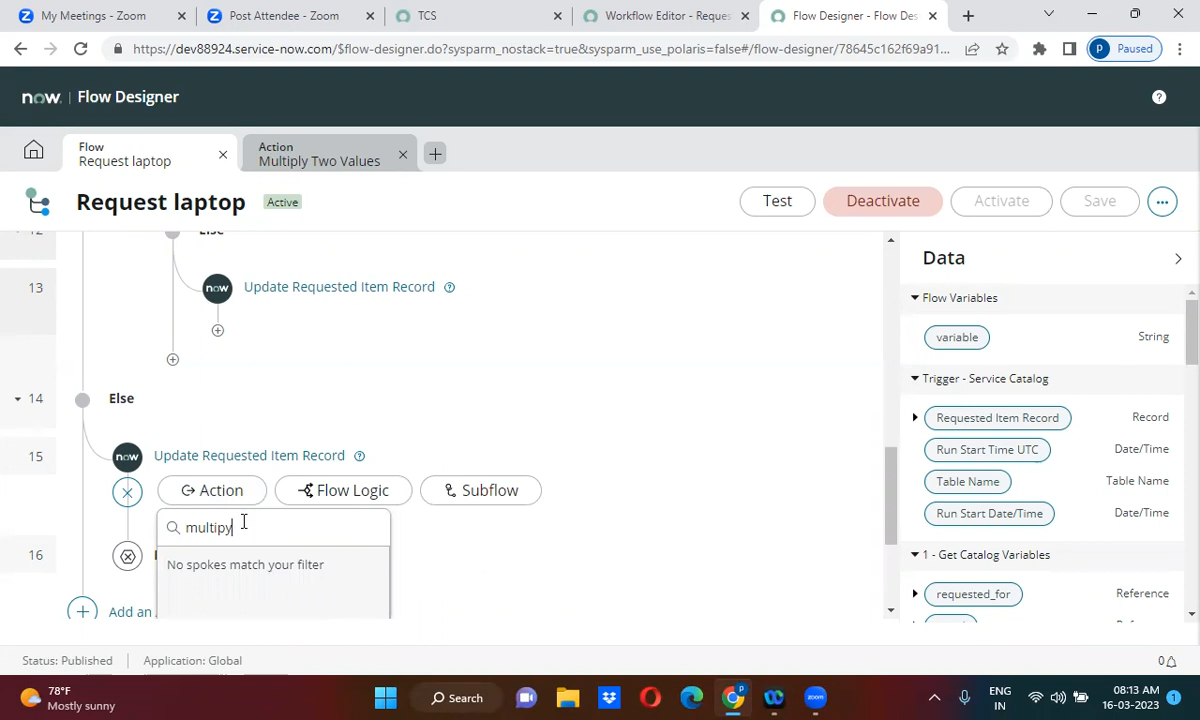 My Meetings - Zoom
Post Attendee - Zoom
TCS
Workflow Editor - Reques
Flow Designer - Flow Des
https://dev88924.service-now.com/$flow-designer.do?sysparm_nostack=true&sysparm_use_polaris=false#/flow-designer/78645c162f69a91...
P Paused
now. | Flow Designer
Flow
Request laptop
Action
Multiply Two Values
Request laptop
Active
Test
Deactivate
Activate
Save
...
12
Else
13
now
Update Requested Item Record
14
Else
15
now
Update Requested Item Record
Action
Flow Logic
Subflow
multipy
No spokes match your filter
16
Add an
Data
Flow Variables
variable
String
Trigger - Service Catalog
Requested Item Record
Record
Run Start Time UTC
Date/Time
Table Name
Table Name
Run Start Date/Time
Date/Time
1 - Get Catalog Variables
requested_for
Reference
Status: Published
Application: Global
0
78°F
Mostly sunny
Search
P
ENG
IN
08:13 AM
16-03-2023
1
zoom